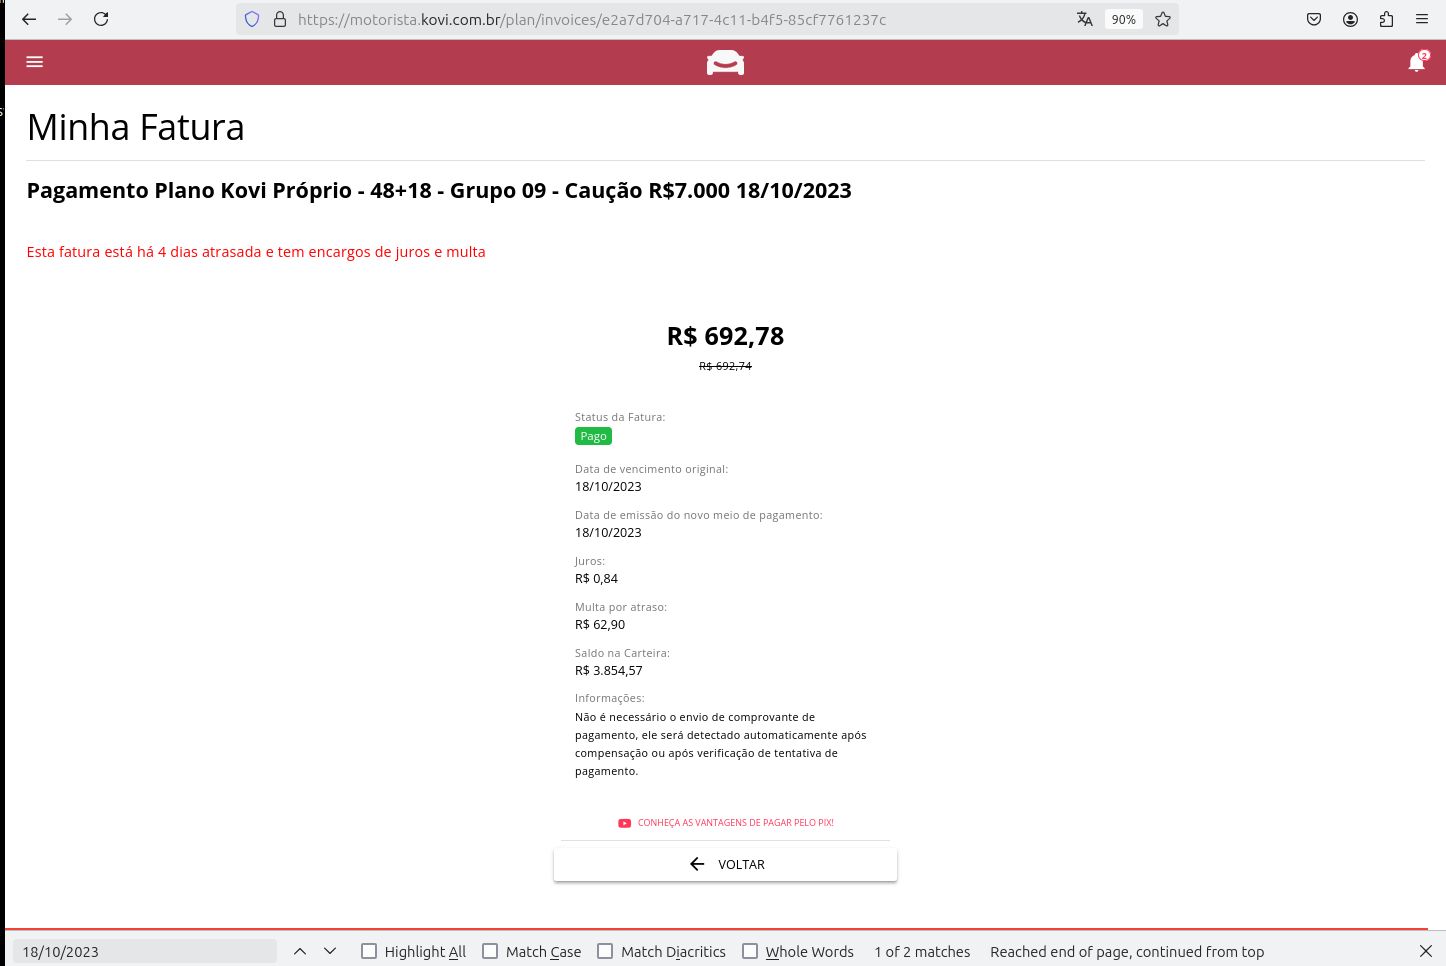 https://motorista.kovi.com.br/plan/invoices/e2a7d704-a717-4c11-b4f5-85cf7761237c
90%
2
Minha Fatura
Pagamento Plano Kovi Próprio - 48+18 - Grupo 09 - Caução R$7.000 18/10/2023
Esta fatura está há 4 dias atrasada e tem encargos de juros e multa
R$ 692,78
R$ 692,74
Status da Fatura:
Pago
Data de vencimento original:
18/10/2023
Data de emissão do novo meio de pagamento:
18/10/2023
Juros:
R$ 0,84
Multa por atraso:
R$ 62,90
Saldo na Carteira:
R$ 3.854,57
Informações:
Não é necessário o envio de comprovante de
pagamento, ele será detectado automaticamente após
compensação ou após verificação de tentativa de
pagamento.
CONHEÇA AS VANTAGENS DE PAGAR PELO PIX!
VOLTAR
18/10/2023 Highlight All Match Case Match Diacritics Whole Words 1 of 2 matches Reached end of page, continued from top